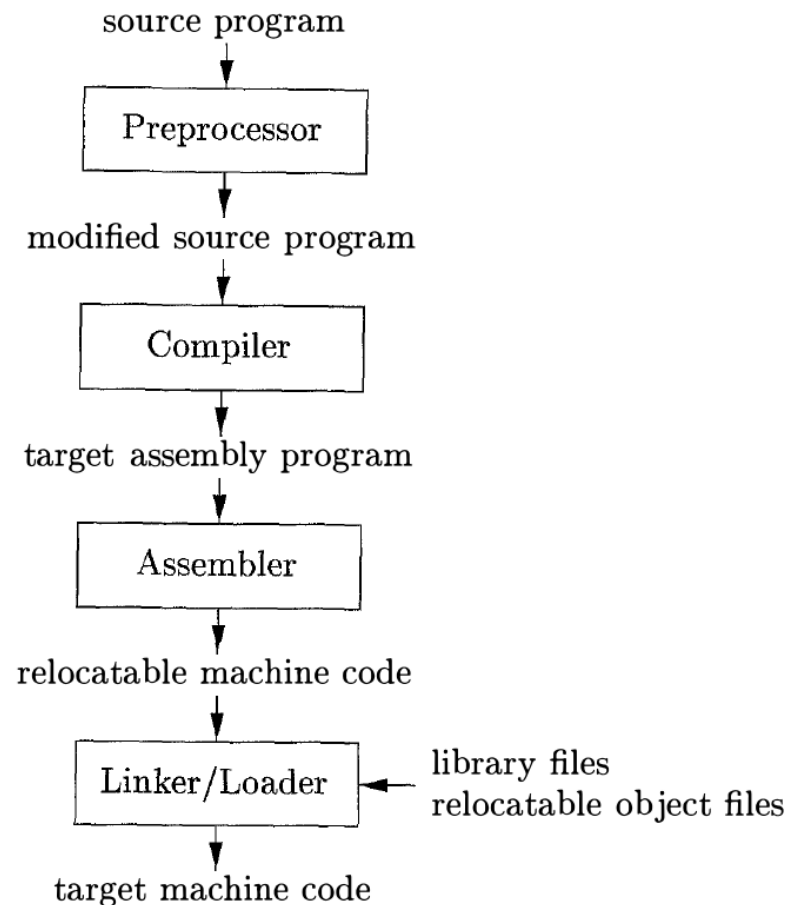 source program
Preprocessor
modified source program
Compiler
target assembly program
Assembler
relocatable machine code
Linker/Loader
library files
relocatable object files
target machine code